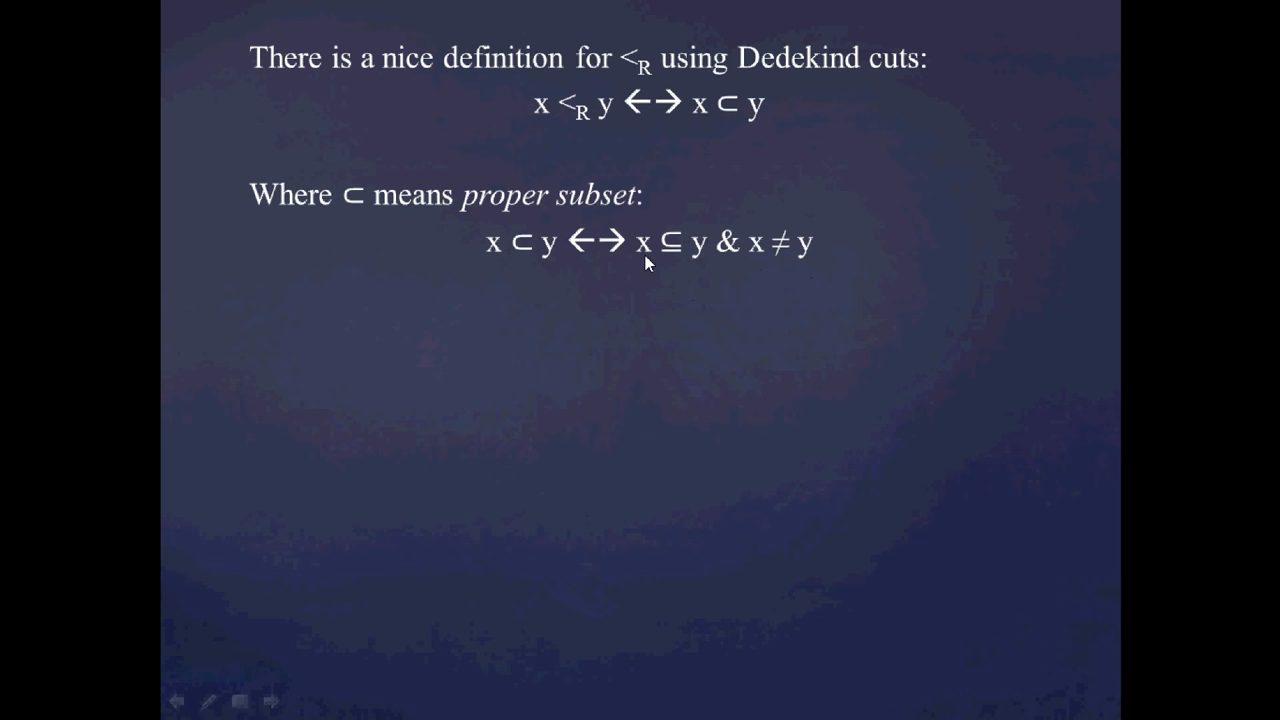 There is a nice definition for <R using Dedekind cuts:
x <R y ←→ x ⊂ y
Where ⊂ means proper subset:
x ⊂ y ←→ x ⊆ y & x ≠ y